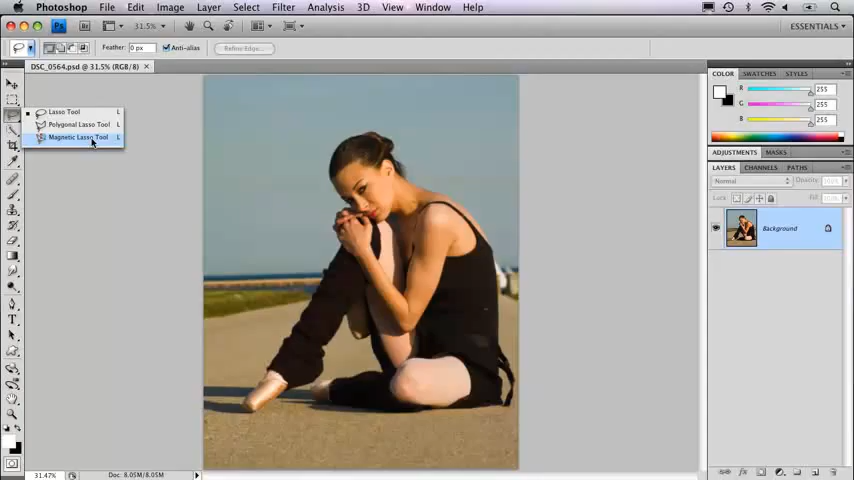 Photoshop File Edit Image Layer Select Filter Analysis 3D View Window Help
Ps Br 31.5% ESSENTIALS
Feather: 0 px Anti-alias Refine Edge...
DSC_0564.psd @ 31.5% (RGB/8)
COLOR SWATCHES STYLES
R 255
G 255
B 255
Lasso Tool L
Polygonal Lasso Tool L
Magnetic Lasso Tool L
ADJUSTMENTS MASKS
LAYERS CHANNELS PATHS
Normal Opacity:
Lock: Fill:
Background
T
31.47% Doc: 8.05M/8.05M
fx